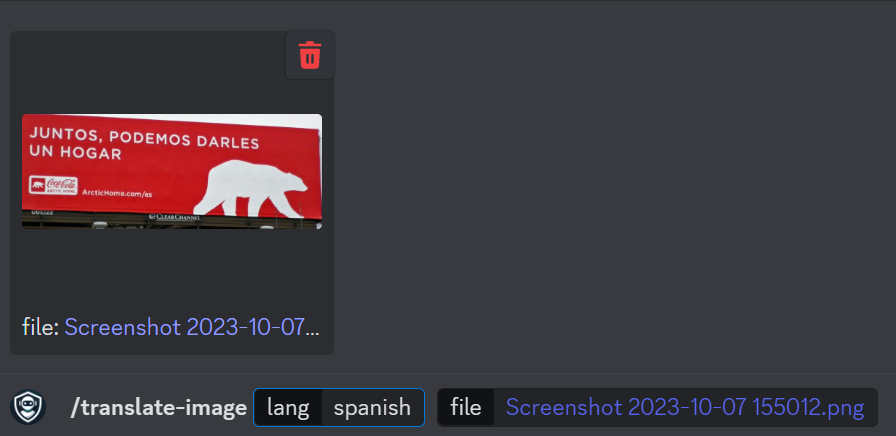 JUNTOS, PODEMOS DARLES
UN HOGAR
Coca-Cola
ARCTIC HOME
ArcticHome.com/es
CLEAR CHANNEL
file: Screenshot 2023-10-07...
/translate-image lang spanish file Screenshot 2023-10-07 155012.png